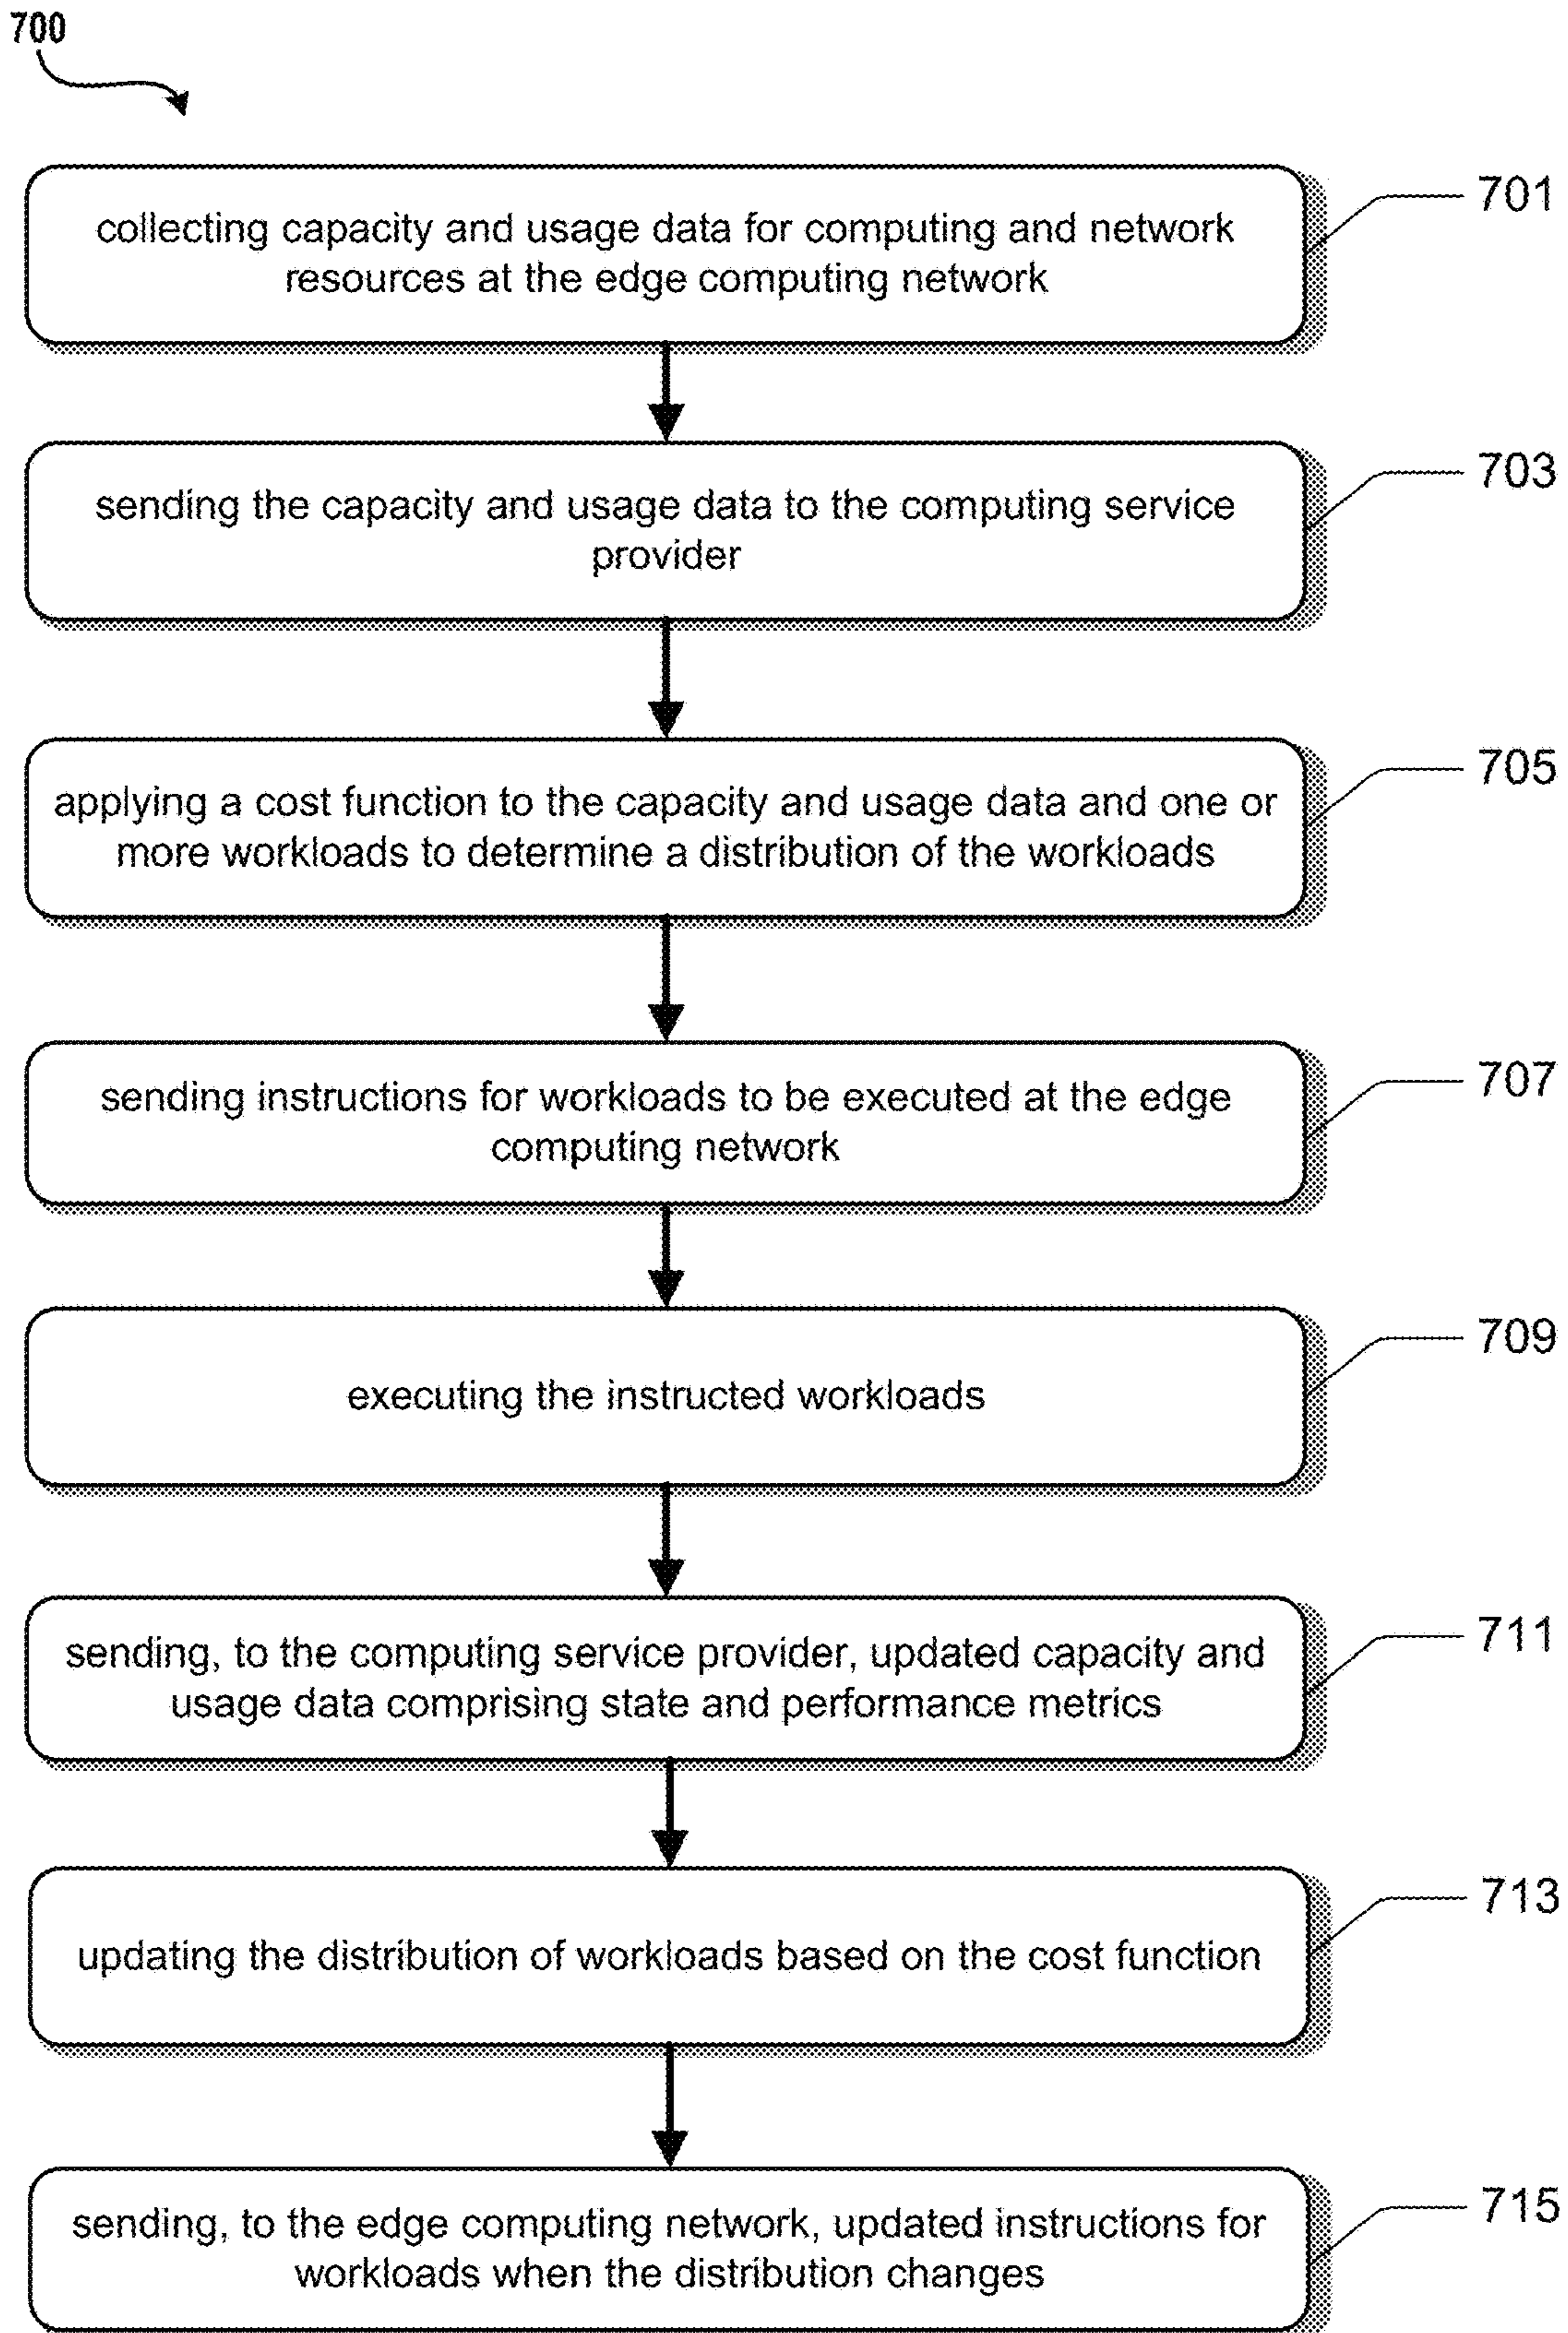 700
collecting capacity and usage data for computing and network
resources at the edge computing network
701
sending the capacity and usage data to the computing service
provider
703
applying a cost function to the capacity and usage data and one or
more workloads to determine a distribution of the workloads
705
sending instructions for workloads to be executed at the edge
computing network
707
executing the instructed workloads
709
sending, to the computing service provider, updated capacity and
usage data comprising state and performance metrics
711
updating the distribution of workloads based on the cost function
713
sending, to the edge computing network, updated instructions for
workloads when the distribution changes
715